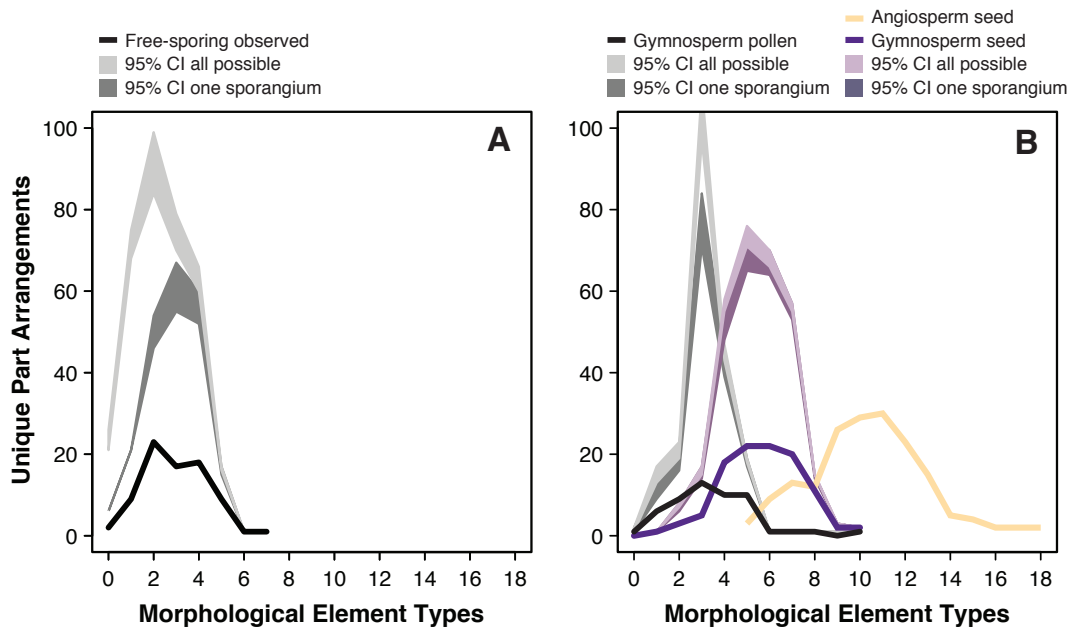 Free-sporing observed
95% CI all possible
95% CI one sporangium
Angiosperm seed
Gymnosperm pollen
Gymnosperm seed
95% CI all possible
95% CI all possible
95% CI one sporangium
95% CI one sporangium
A
B
Unique Part Arrangements
100
80
60
40
20
0
0 2 4 6 8 10 12 14 16 18
Morphological Element Types
100
80
60
40
20
0
0 2 4 6 8 10 12 14 16 18
Morphological Element Types